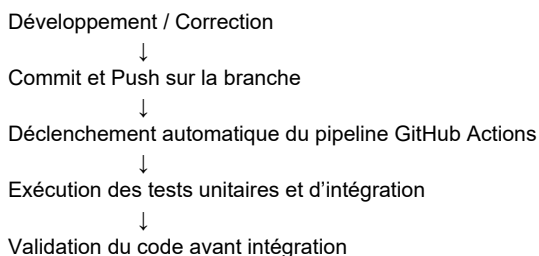 Développement / Correction
↓
Commit et Push sur la branche
↓
Déclenchement automatique du pipeline GitHub Actions
↓
Exécution des tests unitaires et d’intégration
↓
Validation du code avant intégration